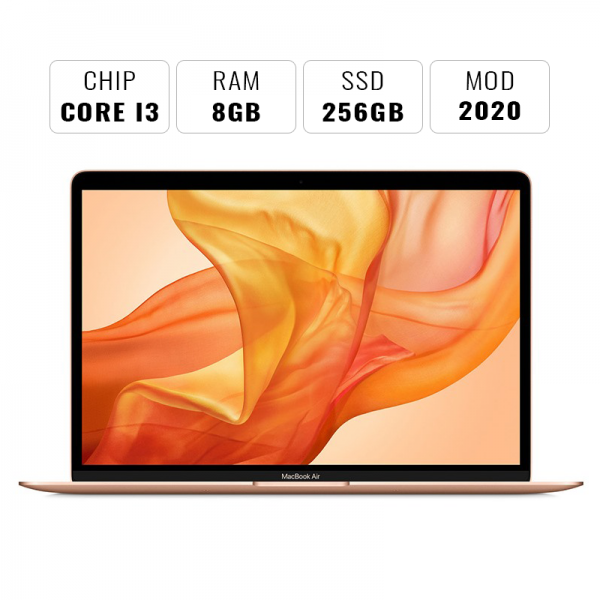 CHIP
CORE I3
RAM
8GB
SSD
256GB
MOD
2020
MacBook Air